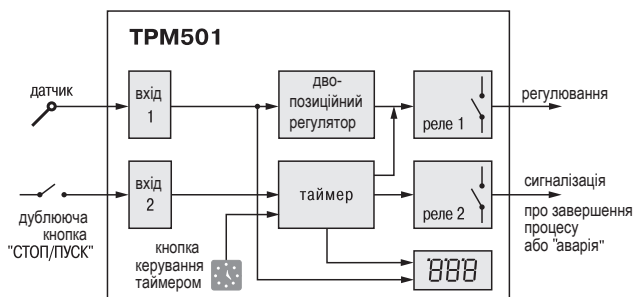 ТРМ501
датчик
вхід
1
дво-
позиційний
регулятор
реле 1
регулювання
вхід
2
таймер
реле 2
сигналізація
про завершення
процесу
або "аварія"
дублююча
кнопка
"СТОП/ПУСК"
кнопка
керування
таймером
888